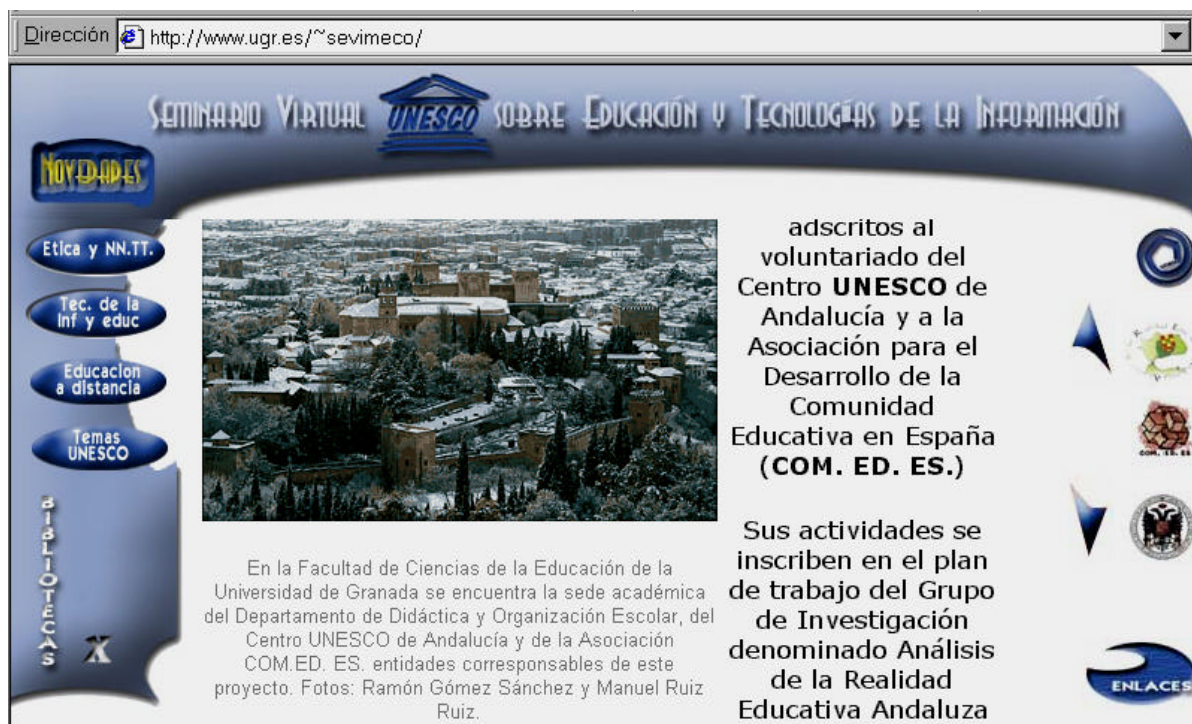 Dirección http://www.ugr.es/~sevimeco/
Seminario Virtual UNESCO sobre Educación y Tecnologías de la Información
Novedades
Etica y NN.TT.
Tec. de la
Inf y educ
Educacion
a distancia
Temas
UNESCO
BIBLIOTECAS
En la Facultad de Ciencias de la Educación de la
Universidad de Granada se encuentra la sede académica
del Departamento de Didáctica y Organización Escolar, del
Centro UNESCO de Andalucía y de la Asociación
COM.ED. ES. entidades corresponsables de este
proyecto. Fotos: Ramón Gómez Sánchez y Manuel Ruiz
Ruiz.
adscritos al
voluntariado del
Centro UNESCO de
Andalucía y a la
Asociación para el
Desarrollo de la
Comunidad
Educativa en España
(COM. ED. ES.)
Sus actividades se
inscriben en el plan
de trabajo del Grupo
de Investigación
denominado Análisis
de la Realidad
Educativa Andaluza
COM. ED. ES
ENLACES